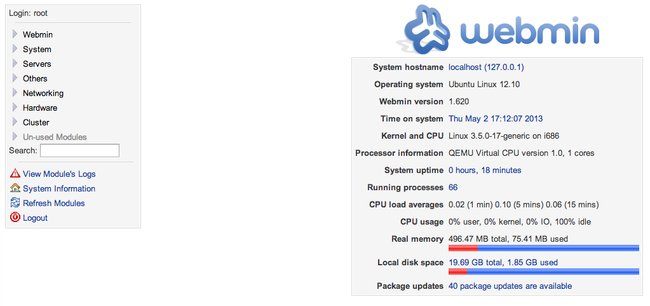 Login: root
Webmin
System
Servers
Others
Networking
Hardware
Cluster
Un-used Modules
Search:
View Module's Logs
System Information
Refresh Modules
Logout
webmin
System hostname localhost (127.0.0.1)
Operating system Ubuntu Linux 12.10
Webmin version 1.620
Time on system Thu May 2 17:12:07 2013
Kernel and CPU Linux 3.5.0-17-generic on i686
Processor information QEMU Virtual CPU version 1.0, 1 cores
System uptime 0 hours, 18 minutes
Running processes 66
CPU load averages 0.02 (1 min) 0.10 (5 mins) 0.06 (15 mins)
CPU usage 0% user, 0% kernel, 0% IO, 100% idle
Real memory 496.47 MB total, 75.41 MB used
Local disk space 19.69 GB total, 1.85 GB used
Package updates 40 package updates are available